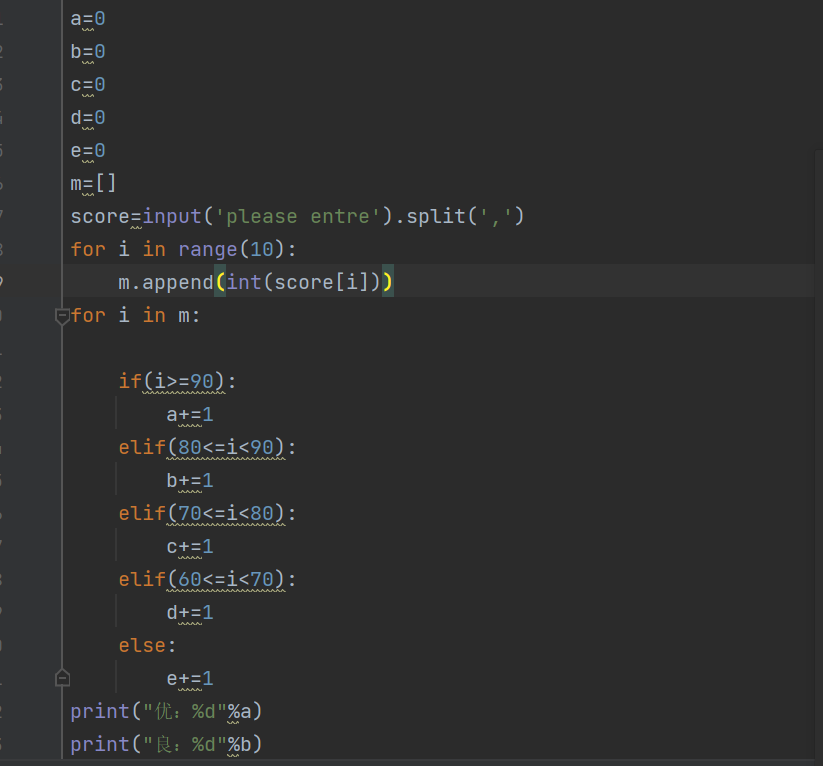 a=0
b=0
c=0
d=0
e=0
m=[]
score=input('please entre').split(',')
for i in range(10):
    m.append(int(score[i]))
for i in m:

    if(i>=90):
        a+=1
    elif(80<=i<90):
        b+=1
    elif(70<=i<80):
        c+=1
    elif(60<=i<70):
        d+=1
    else:
        e+=1
print("优：%d"%a)
print("良：%d"%b)